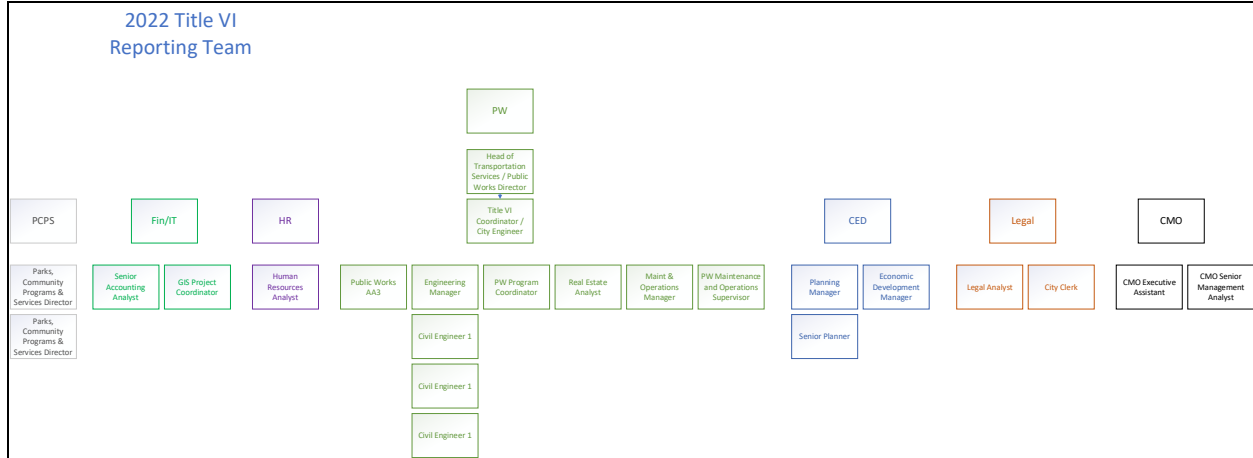 2022 Title VI
Reporting Team
PW
Head of
Transportation
Services / Public
Works Director
Title VI
Coordinator /
City Engineer
PCPS
Fin/IT
HR
CED
Legal
CMO
Parks,
Community
Programs &
Services Director
Senior
Accounting
Analyst
GIS Project
Coordinator
Human
Resources
Analyst
Public Works
AA3
Engineering
Manager
PW Program
Coordinator
Real Estate
Analyst
Maint &
Operations
Manager
PW Maintenance
and Operations
Supervisor
Planning
Manager
Economic
Development
Manager
Legal Analyst
City Clerk
CMO Executive
Assistant
CMO Senior
Management
Analyst
Parks,
Community
Programs &
Services Director
Civil Engineer 1
Senior Planner
Civil Engineer 1
Civil Engineer 1